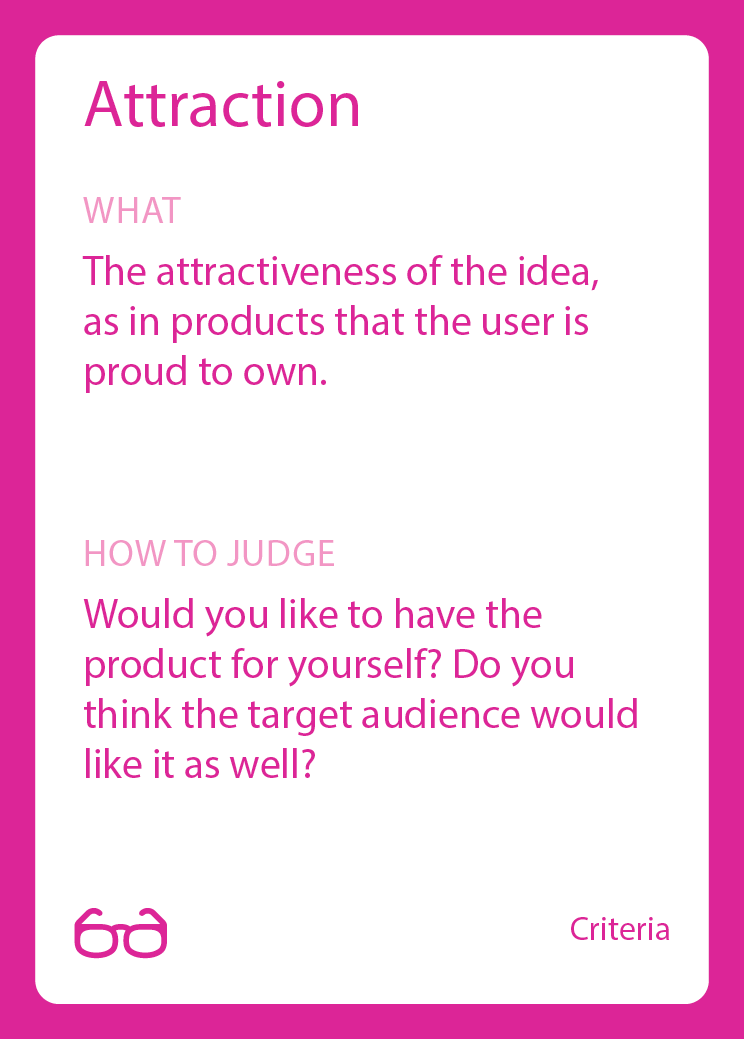 Attraction
WHAT
The attractiveness of the idea,
as in products that the user is
proud to own.
HOW TO JUDGE
Would you like to have the
product for yourself? Do you
think the target audience would
like it as well?
Criteria